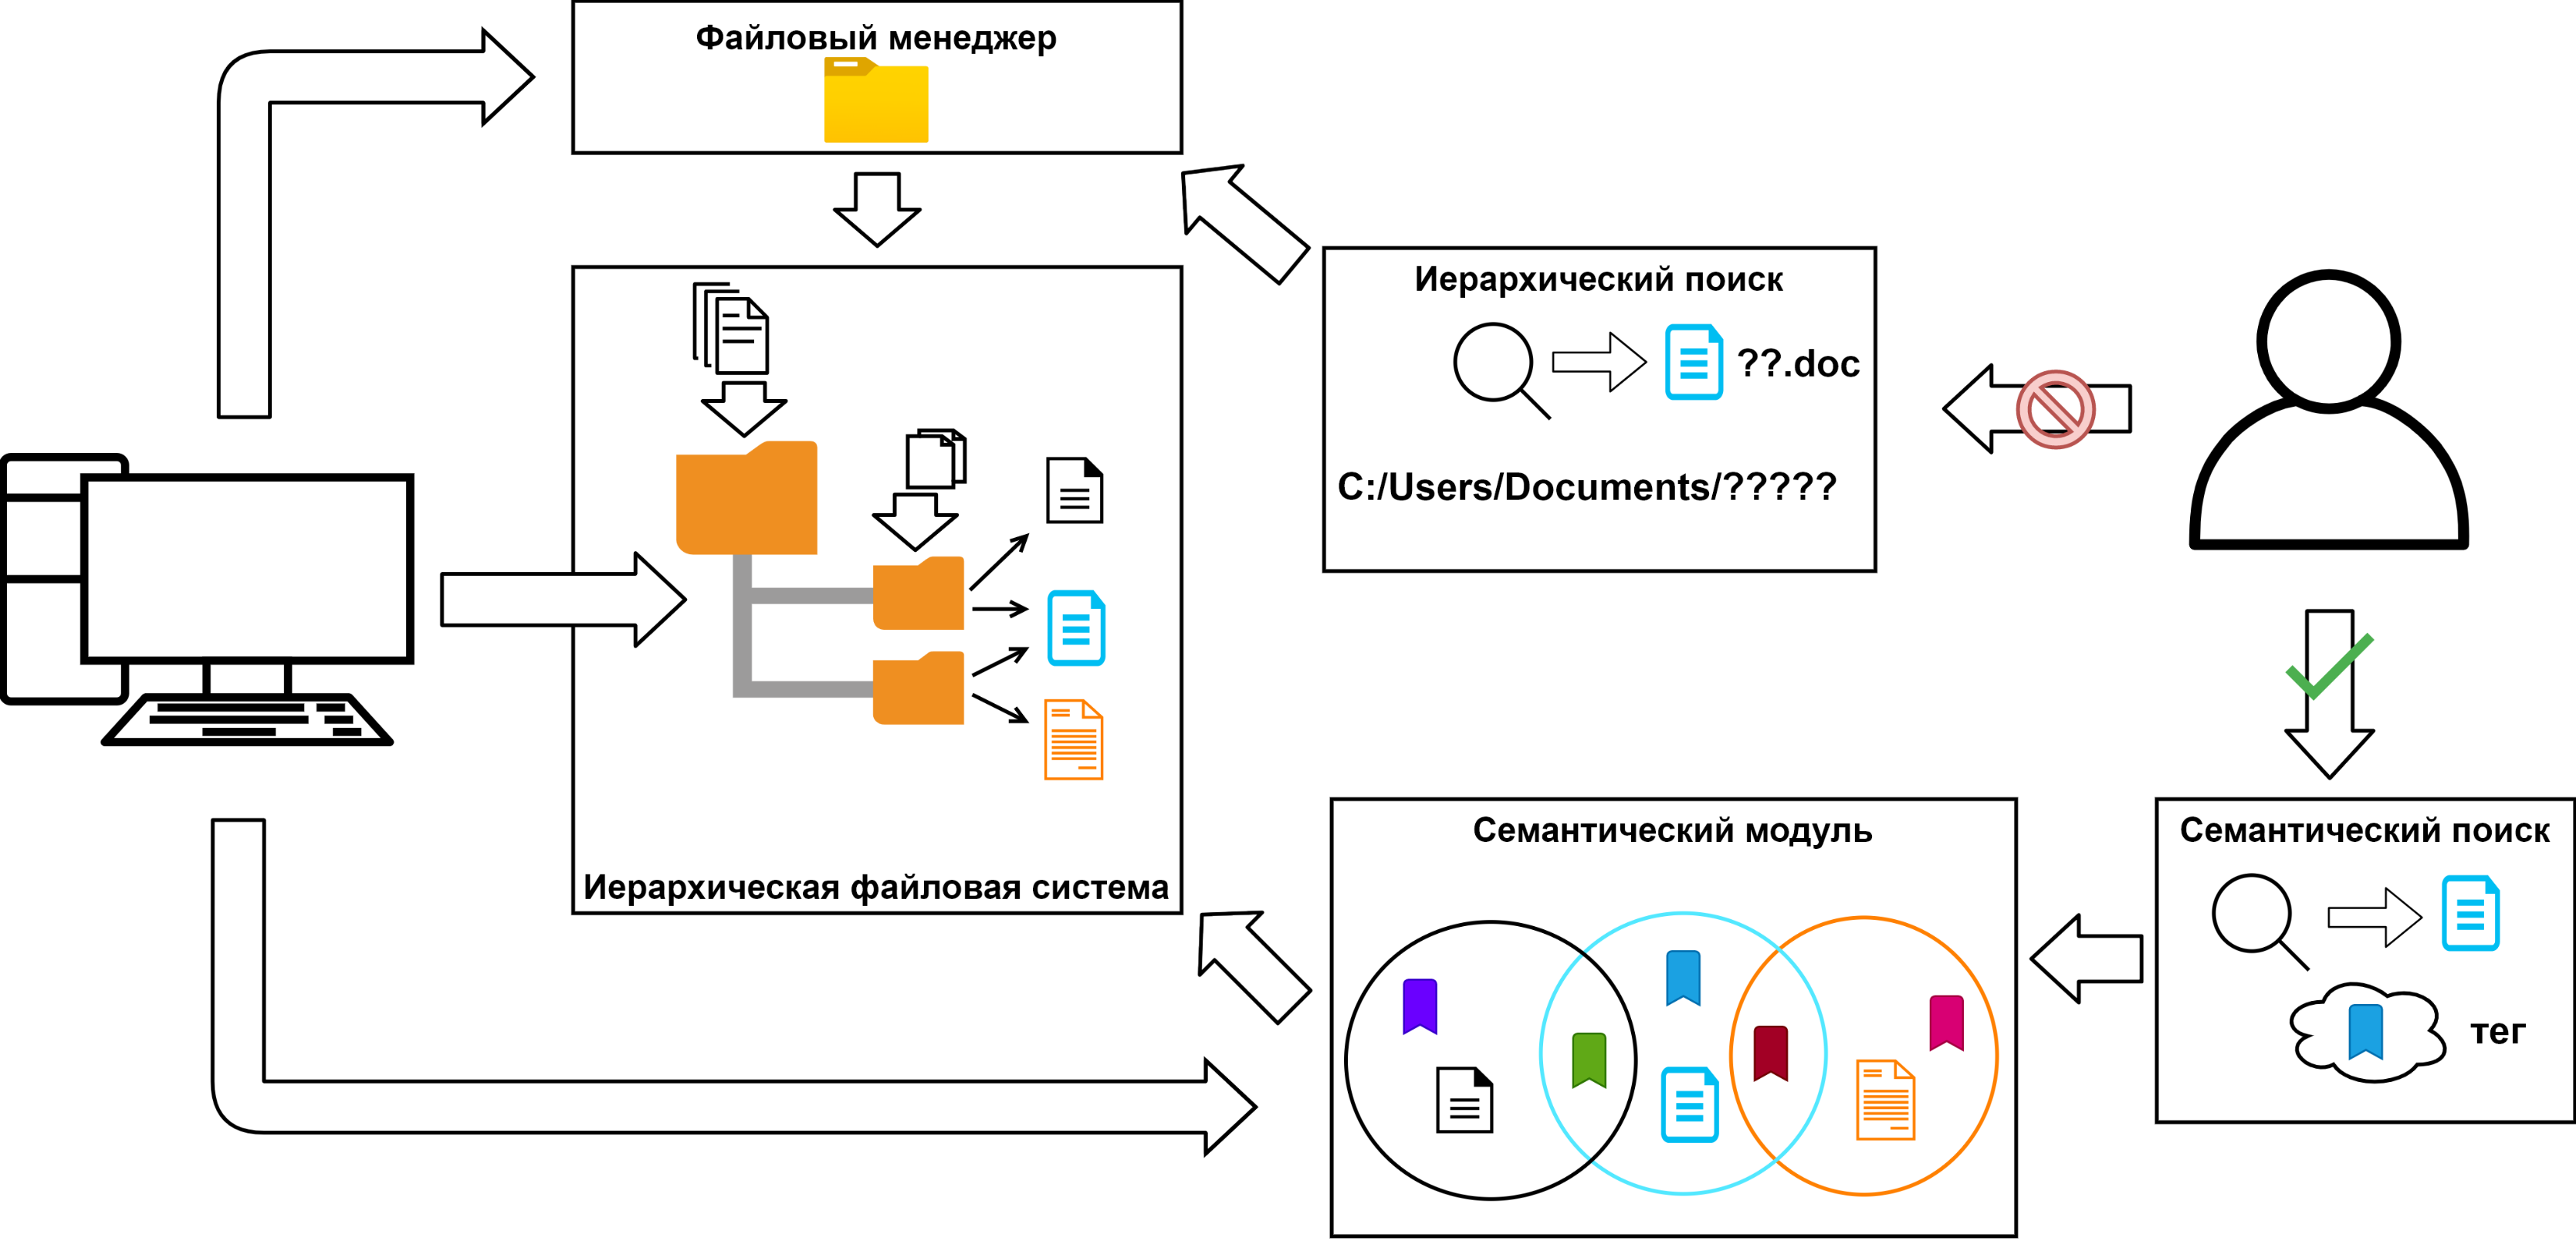 Файловый менеджер
Иерархический поиск
??.doc
C:/Users/Documents/?????
Иерархическая файловая система
Семантический модуль
Семантический поиск
тег